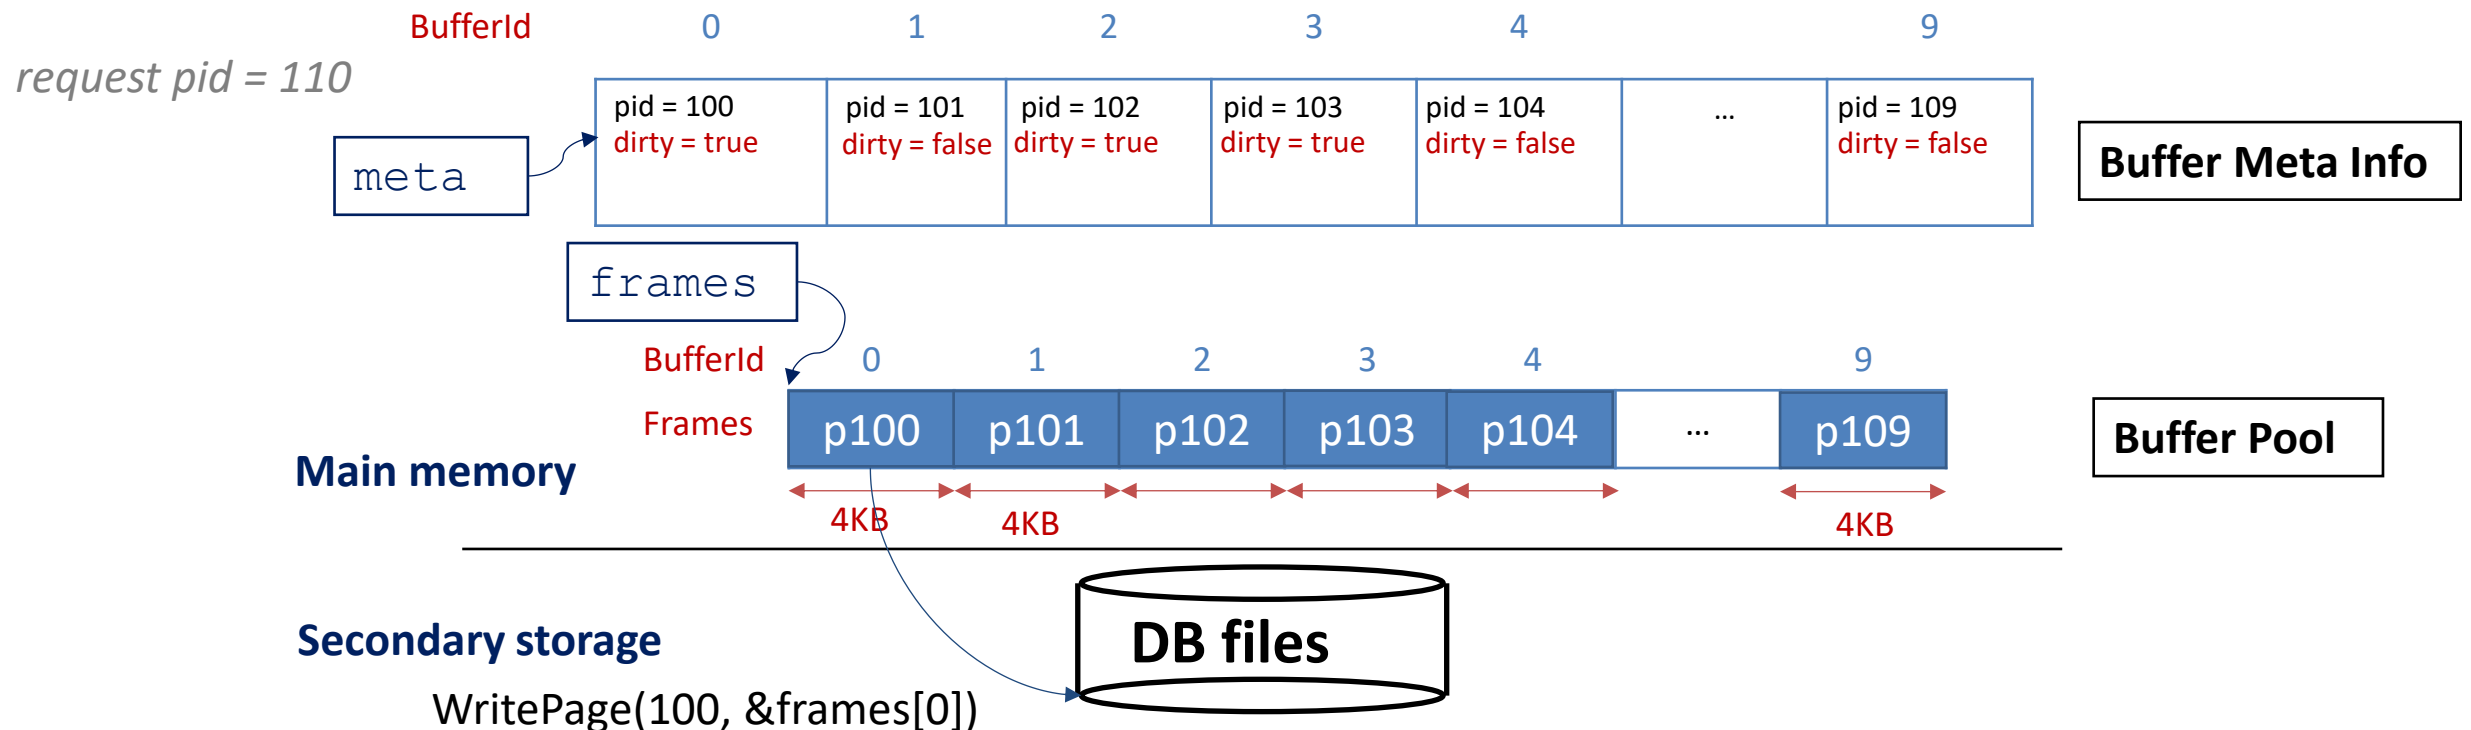 BufferId 0 1 2 3 4 9
request pid = 110
pid = 100 pid = 101 pid = 102 pid = 103 pid = 104 ... pid = 109
dirty = true dirty = false dirty = true dirty = true dirty = false dirty = false
meta
Buffer Meta Info
frames
BufferId 0 1 2 3 4 9
Frames p100 p101 p102 p103 p104 ... p109
Buffer Pool
Main memory
4KB 4KB 4KB
DB files
Secondary storage
WritePage(100, &frames[0])